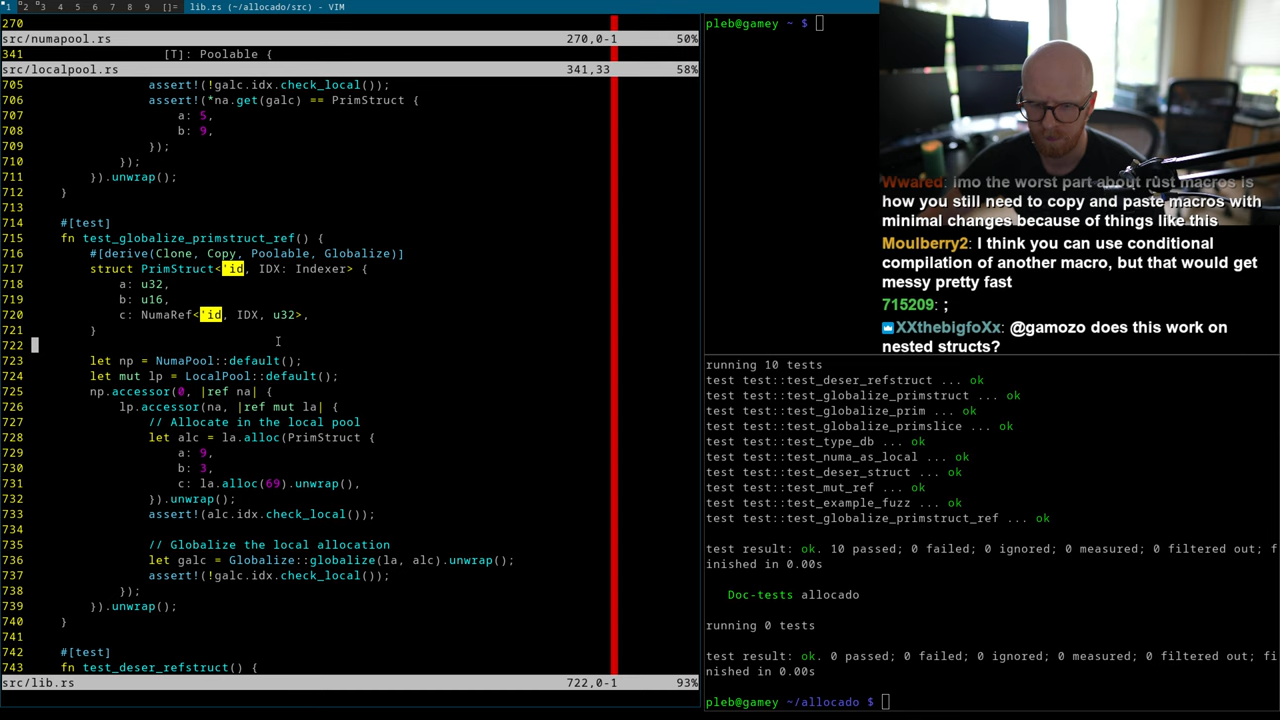 1 2 3 4 5 6 7 8 9 []= lib.rs (~/allocado/src) - VIM
270
src/numapool.rs 270,0-1 50%
341 [T]: Poolable {
src/localpool.rs 341,33 58%
705 assert!(!galc.idx.check_local());
706 assert!(*na.get(galc) == PrimStruct {
707 a: 5,
708 b: 9,
709 });
710 });
711 }).unwrap();
712 }
713
714 #[test]
715 fn test_globalize_primstruct_ref() {
716 #[derive(Clone, Copy, Poolable, Globalize)]
717 struct PrimStruct<'id, IDX: Indexer> {
718 a: u32,
719 b: u16,
720 c: NumaRef<'id, IDX, u32>,
721 }
722
723 let np = NumaPool::default();
724 let mut lp = LocalPool::default();
725 np.accessor(0, |ref na| {
726 lp.accessor(na, |ref mut la| {
727 // Allocate in the local pool
728 let alc = la.alloc(PrimStruct {
729 a: 9,
730 b: 3,
731 c: la.alloc(69).unwrap(),
732 }).unwrap();
733 assert!(alc.idx.check_local());
734
735 // Globalize the local allocation
736 let galc = Globalize::globalize(la, alc).unwrap();
737 assert!(!galc.idx.check_local());
738 });
739 }).unwrap();
740 }
741
742 #[test]
743 fn test_deser_refstruct() {
src/lib.rs 722,0-1 93%
pleb@gamey ~ $
running 10 tests
test test::test_deser_refstruct ... ok
test test::test_globalize_primstruct ... ok
test test::test_globalize_prim ... ok
test test::test_globalize_primslice ... ok
test test::test_type_db ... ok
test test::test_numa_as_local ... ok
test test::test_deser_struct ... ok
test test::test_mut_ref ... ok
test test::test_example_fuzz ... ok
test test::test_globalize_primstruct_ref ... ok
test result: ok. 10 passed; 0 failed; 0 ignored; 0 measured; 0 filtered out; f
inished in 0.00s
Doc-tests allocado
running 0 tests
test result: ok. 0 passed; 0 failed; 0 ignored; 0 measured; 0 filtered out; fi
nished in 0.00s
pleb@gamey ~/allocado $
Wwared: imo the worst part about rust macros is
how you still need to copy and paste macros with
minimal changes because of things like this
Moulberry2: I think you can use conditional
compilation of another macro, but that would get
messy pretty fast
715209: ;
XXthebigfoXx: @gamozo does this work on
nested structs?